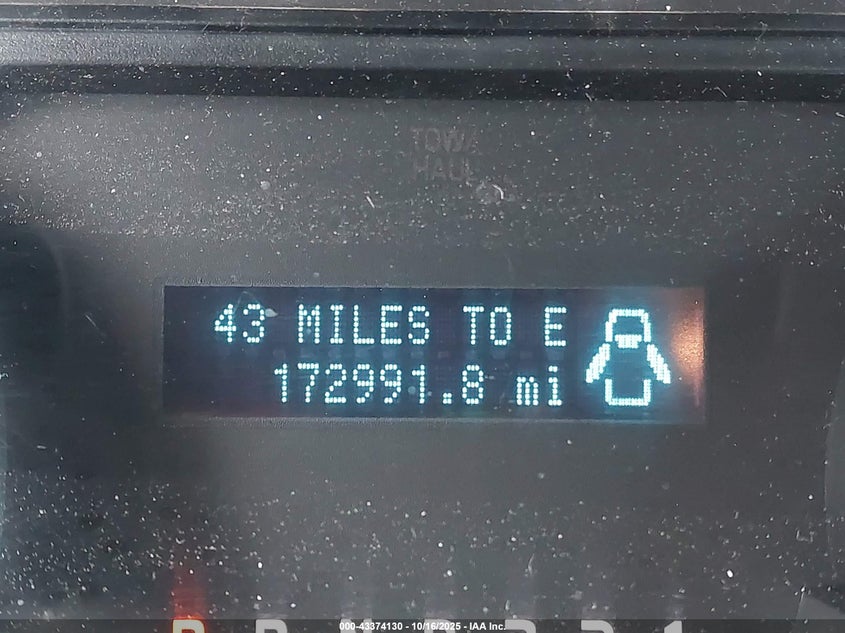 TOW/
HAUL
43 MILES TO E
172991.8 mi
000-43374130 - 10/16/2025 - IAA Inc.